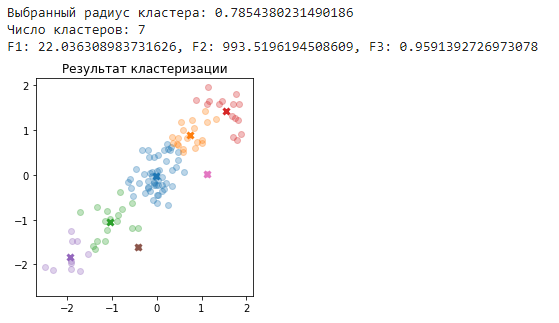 Выбранный радиус кластера: 0.7854380231490186
Число кластеров: 7
F1: 22.036308983731626, F2: 993.5196194508609, F3: 0.9591392726973078
Результат кластеризации
2
1
0
−1
−2
−2 −1 0 1 2